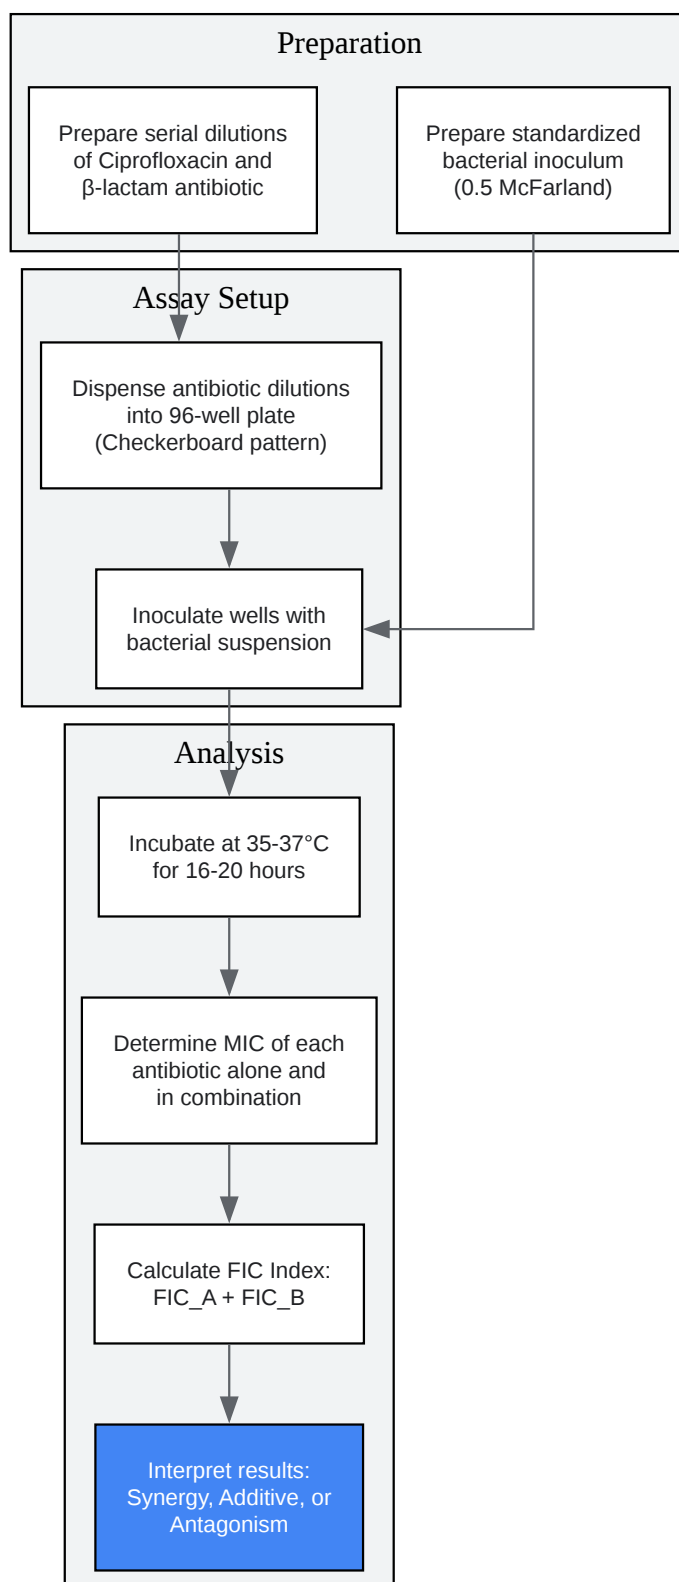 Preparation
Prepare serial dilutions
of Ciprofloxacin and
β-lactam antibiotic
Prepare standardized
bacterial inoculum
(0.5 McFarland)
Assay Setup
Dispense antibiotic dilutions
into 96-well plate
(Checkerboard pattern)
Inoculate wells with
bacterial suspension
Analysis
Incubate at 35-37°C
for 16-20 hours
Determine MIC of each
antibiotic alone and
in combination
Calculate FIC Index:
FIC_A + FIC_B
Interpret results:
Synergy, Additive, or
Antagonism